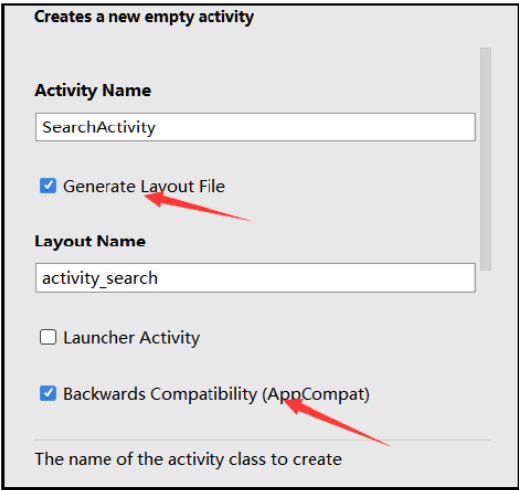 Creates a new empty activity
Activity Name
SearchActivity
Generate Layout File
Layout Name
activity_search
Launcher Activity
Backwards Compatibility (AppCompat)
The name of the activity class to create